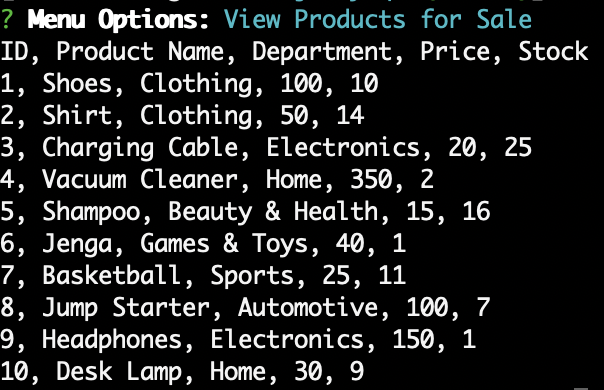 ? Menu Options: View Products for Sale
ID, Product Name, Department, Price, Stock
1, Shoes, Clothing, 100, 10
2, Shirt, Clothing, 50, 14
3, Charging Cable, Electronics, 20, 25
4, Vacuum Cleaner, Home, 350, 2
5, Shampoo, Beauty & Health, 15, 16
6, Jenga, Games & Toys, 40, 1
7, Basketball, Sports, 25, 11
8, Jump Starter, Automotive, 100, 7
9, Headphones, Electronics, 150, 1
10, Desk Lamp, Home, 30, 9